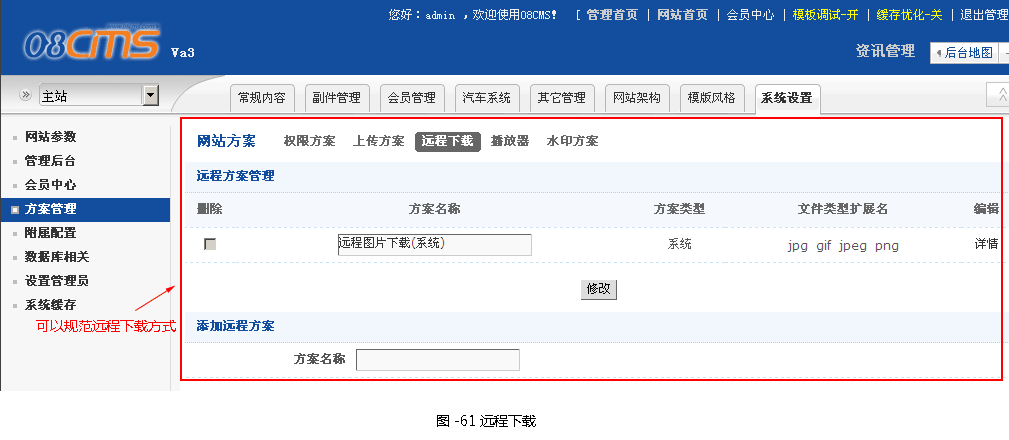 您好：admin ，欢迎使用08CMS! [ 管理首页 | 网站首页 | 会员中心 | 模板调试-开 | 缓存优化-关 | 退出管理
www.08cms.com
08CMS Va3
资讯管理 后台地图
主站
常规内容 副件管理 会员管理 汽车系统 其它管理 网站架构 模版风格 系统设置
网站参数
管理后台
会员中心
方案管理
附属配置
数据库相关
设置管理员
系统缓存
可以规范远程下载方式
网站方案 权限方案 上传方案 远程下载 播放器 水印方案
远程方案管理
删除 方案名称 方案类型 文件类型扩展名 编辑
远程图片下载(系统) 系统 jpg gif jpeg png 详情
修改
添加远程方案
方案名称
图 -61 远程下载